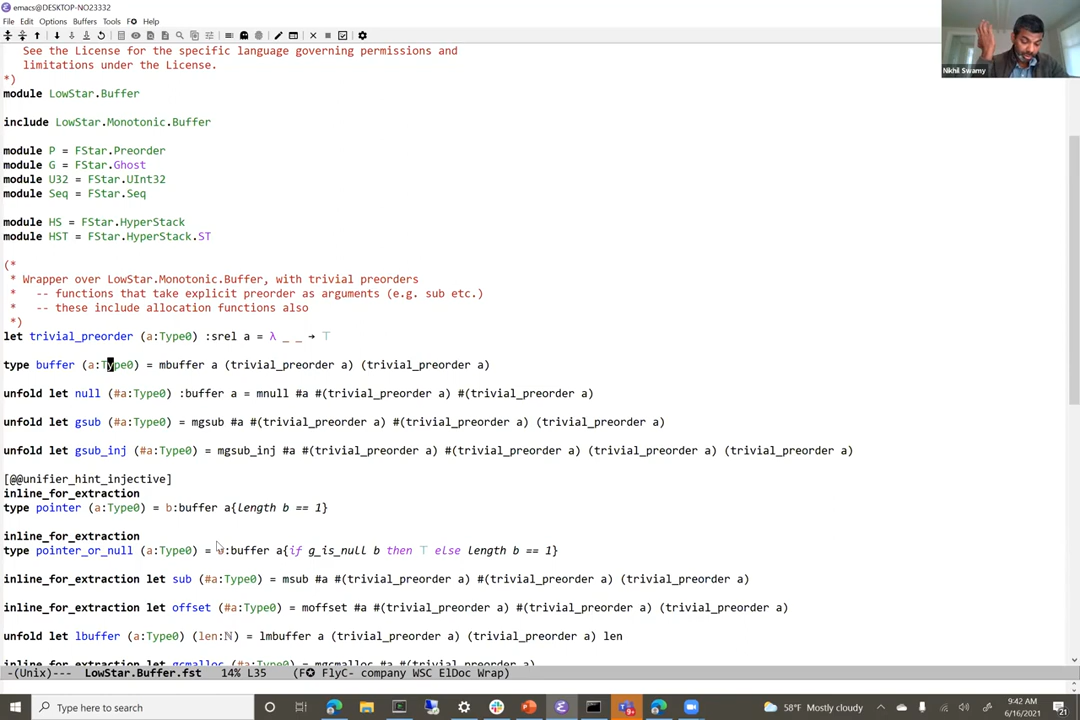 emacs@DESKTOP-NO23332
File Edit Options Buffers Tools F✪ Help
See the License for the specific language governing permissions and
limitations under the License.
*)
module LowStar.Buffer
include LowStar.Monotonic.Buffer
module P = FStar.Preorder
module G = FStar.Ghost
module U32 = FStar.UInt32
module Seq = FStar.Seq
module HS = FStar.HyperStack
module HST = FStar.HyperStack.ST
(*
* Wrapper over LowStar.Monotonic.Buffer, with trivial preorders
* -- functions that take explicit preorder as arguments (e.g. sub etc.)
* -- these include allocation functions also
*)
let trivial_preorder (a:Type0) :srel a = λ _ _ → ⊤
type buffer (a:Type0) = mbuffer a (trivial_preorder a) (trivial_preorder a)
unfold let null (#a:Type0) :buffer a = mnull #a #(trivial_preorder a) #(trivial_preorder a)
unfold let gsub (#a:Type0) = mgsub #a #(trivial_preorder a) #(trivial_preorder a) (trivial_preorder a)
unfold let gsub_inj (#a:Type0) = mgsub_inj #a #(trivial_preorder a) #(trivial_preorder a) (trivial_preorder a) (trivial_preorder a)
[@@unifier_hint_injective]
inline_for_extraction
type pointer (a:Type0) = b:buffer a{length b == 1}
inline_for_extraction
type pointer_or_null (a:Type0) = b:buffer a{if g_is_null b then ⊤ else length b == 1}
inline_for_extraction let sub (#a:Type0) = msub #a #(trivial_preorder a) #(trivial_preorder a) (trivial_preorder a)
inline_for_extraction let offset (#a:Type0) = moffset #a #(trivial_preorder a) #(trivial_preorder a) (trivial_preorder a)
unfold let lbuffer (a:Type0) (len:ℕ) = lmbuffer a (trivial_preorder a) (trivial_preorder a) len
inline_for_extraction let gcmalloc (#a:Type0) = mgcmalloc #a #(trivial_preorder a)
-(Unix)--- LowStar.Buffer.fst 14% L35 (F✪ FlyC- company WSC ElDoc Wrap)
Nikhil Swamy
Type here to search
58°F Mostly cloudy
9:42 AM
6/16/2021
21